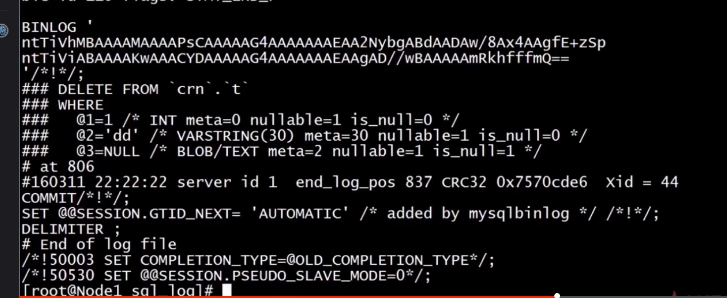 BINLOG '
ntTiVhMBAAAAMAAAAPsCAAAAAG4AAAAAAAEAA2NybgABdAADAw/8Ax4AAgfE+zSp
ntTiViABAAAAKwAAACYDAAAAAG4AAAAAAAEAAgAD//wBAAAAAmRkhfffmQ==
'/*!*/;
### DELETE FROM `crn`.`t`
### WHERE
###   @1=1 /* INT meta=0 nullable=1 is_null=0 */
###   @2='dd' /* VARSTRING(30) meta=30 nullable=1 is_null=0 */
###   @3=NULL /* BLOB/TEXT meta=2 nullable=1 is_null=1 */
# at 806
#160311 22:22:22 server id 1  end_log_pos 837 CRC32 0x7570cde6  Xid = 44
COMMIT/*!*/;
SET @@SESSION.GTID_NEXT= 'AUTOMATIC' /* added by mysqlbinlog */ /*!*/;
DELIMITER ;
# End of log file
/*!50003 SET COMPLETION_TYPE=@OLD_COMPLETION_TYPE*/;
/*!50530 SET @@SESSION.PSEUDO_SLAVE_MODE=0*/;
[root@Node1 sql_log]#